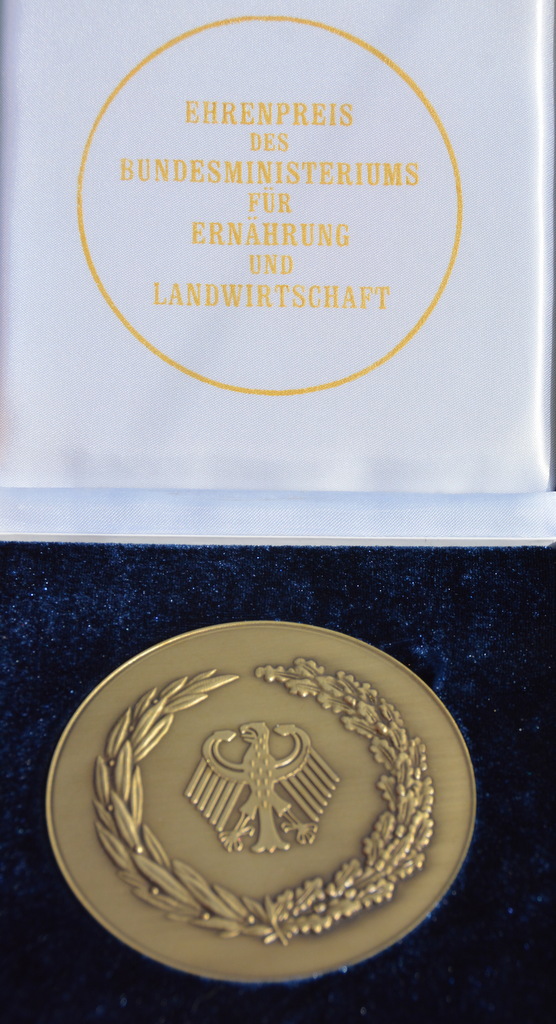 EHRENPREIS
DES
BUNDESMINISTERIUMS
FÜR
ERNÄHRUNG
UND
LANDWIRTSCHAFT